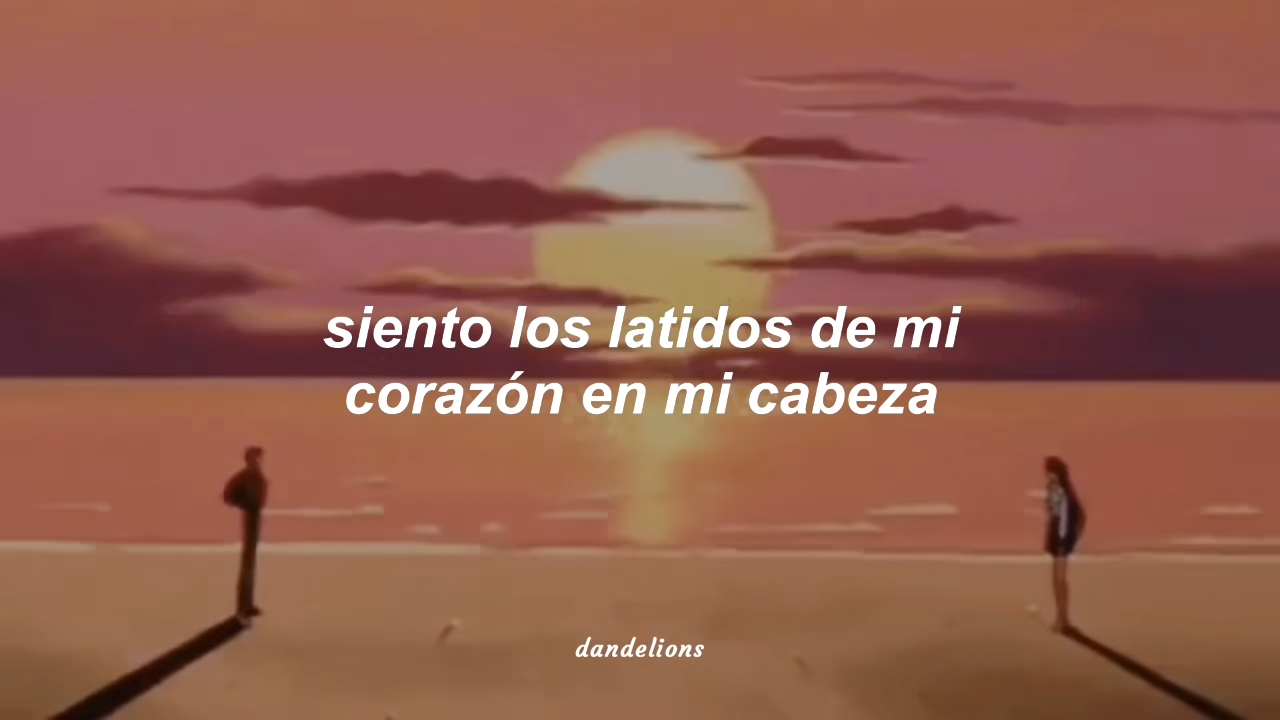 siento los latidos de mi
corazón en mi cabeza
dandelions